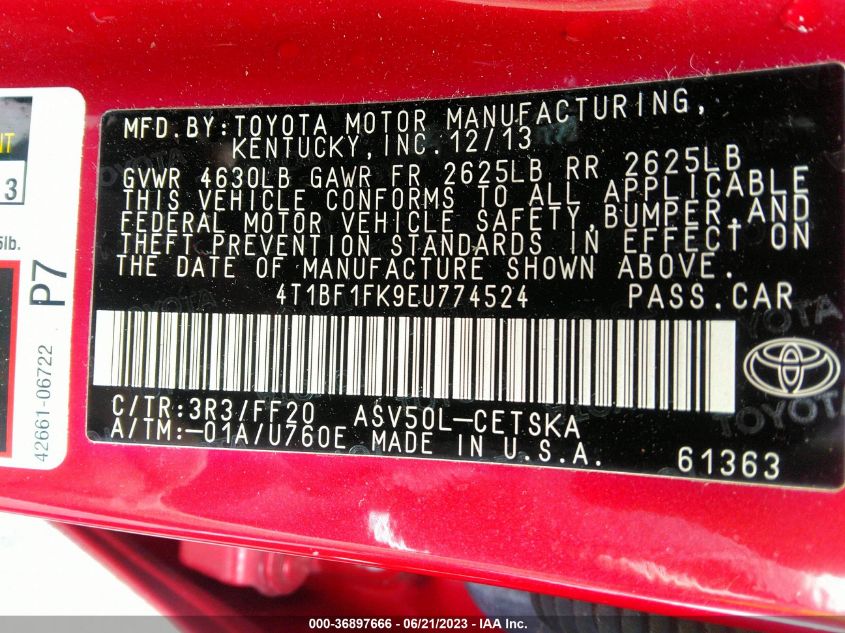 MFD.BY:TOYOTA MOTOR MANUFACTURING,
KENTUCKY,INC.12/13
GVWR 4630LB GAWR FR 2625LB RR 2625LB
THIS VEHICLE CONFORMS TO ALL APPLICABLE
FEDERAL MOTOR VEHICLE SAFETY,BUMPER,AND
THEFT PREVENTION STANDARDS IN EFFECT ON
THE DATE OF MANUFACTURE SHOWN ABOVE.
4T1BF1FK9EU774524 PASS.CAR
C/TR:3R3/FF20 ASV50L-CETSKA
A/TM:-01A/U760E MADE IN U.S.A.
61363
TOYOTA
3
lb.
P7
42661-06722
000-36897666 - 06/21/2023 - IAA Inc.